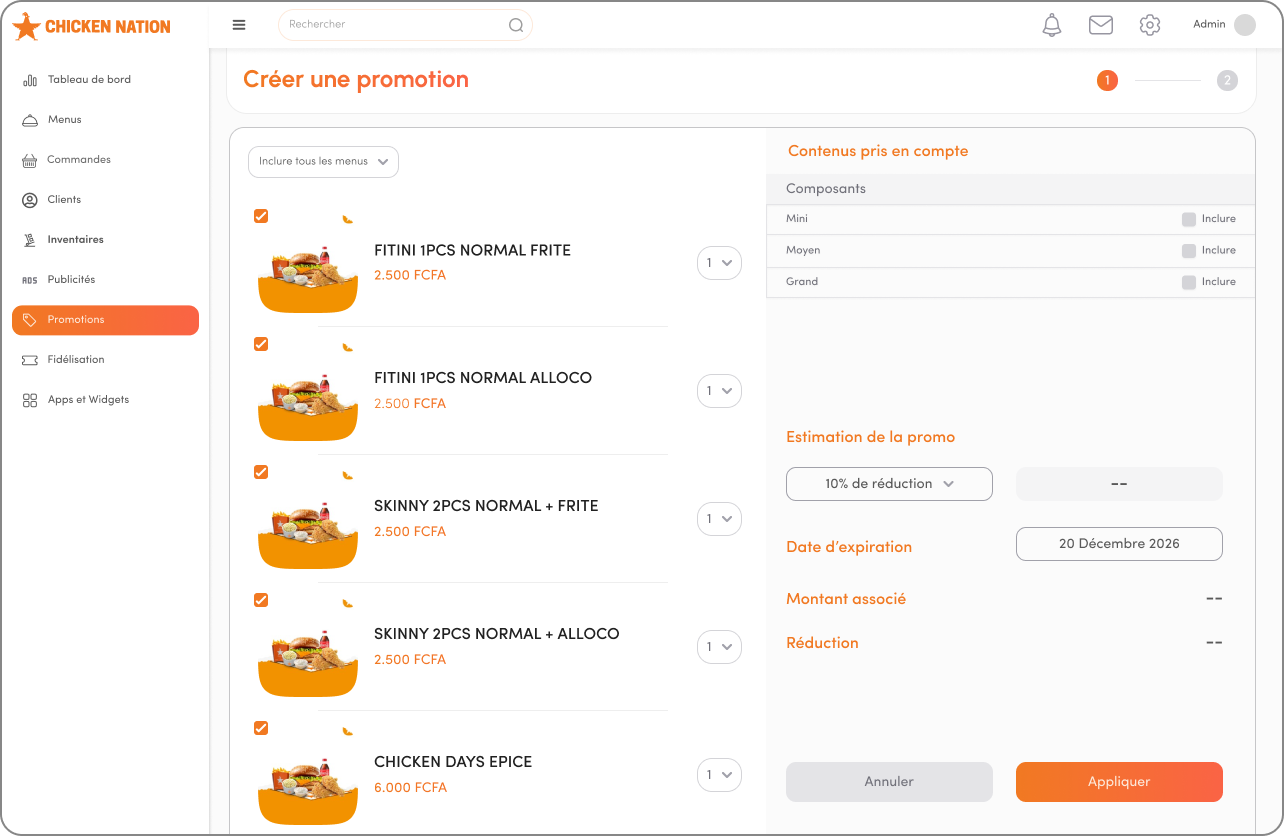 CHICKEN NATION
Rechercher
Admin
Tableau de bord
Menus
Commandes
Clients
Inventaires
ADS Publicités
Promotions
Fidélisation
Apps et Widgets
Créer une promotion
1 2
Inclure tous les menus
FITINI 1PCS NORMAL FRITE
2.500 FCFA
1
FITINI 1PCS NORMAL ALLOCO
2.500 FCFA
1
SKINNY 2PCS NORMAL + FRITE
2.500 FCFA
1
SKINNY 2PCS NORMAL + ALLOCO
2.500 FCFA
1
CHICKEN DAYS EPICE
6.000 FCFA
1
Contenus pris en compte
Composants
Mini Inclure
Moyen Inclure
Grand Inclure
Estimation de la promo
10% de réduction --
Date d’expiration 20 Décembre 2026
Montant associé --
Réduction --
Annuler Appliquer